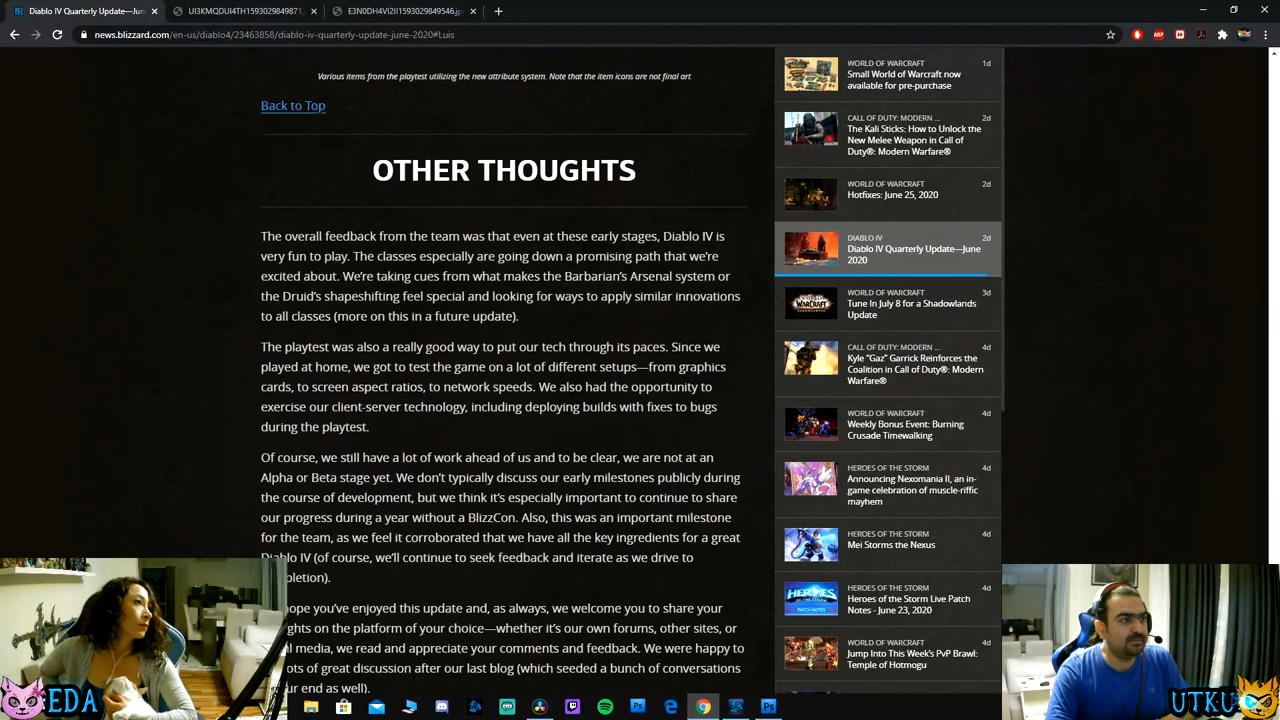 Diablo IV Quarterly Update—June
UI3KMQDUI4TH1593029849871.
E3N0DH4VI2II1593029849546.jp
news.blizzard.com/en-us/diablo4/23463858/diablo-iv-quarterly-update-june-2020#Luis
ABP
Various items from the playtest utilizing the new attribute system. Note that the item icons are not final art
Back to Top
OTHER THOUGHTS
The overall feedback from the team was that even at these early stages, Diablo IV is
very fun to play. The classes especially are going down a promising path that we're
excited about. We're taking cues from what makes the Barbarian's Arsenal system or
the Druid's shapeshifting feel special and looking for ways to apply similar innovations
to all classes (more on this in a future update).
The playtest was also a really good way to put our tech through its paces. Since we
played at home, we got to test the game on a lot of different setups—from graphics
cards, to screen aspect ratios, to network speeds. We also had the opportunity to
exercise our client-server technology, including deploying builds with fixes to bugs
during the playtest.
Of course, we still have a lot of work ahead of us and to be clear, we are not at an
Alpha or Beta stage yet. We don't typically discuss our early milestones publicly during
the course of development, but we think it's especially important to continue to share
our progress during a year without a BlizzCon. Also, this was an important milestone
for the team, as we feel it corroborated that we have all the key ingredients for a great
Diablo IV (of course, we'll continue to seek feedback and iterate as we drive to
pletion).
ope you've enjoyed this update and, as always, we welcome you to share your
ghts on the platform of your choice—whether it's our own forums, other sites, or
media, we read and appreciate your comments and feedback. We were happy to
ots of great discussion after our last blog (which seeded a bunch of conversations
ur end as well).
WORLD OF WARCRAFT 1d
Small World of Warcraft now
available for pre-purchase
CALL OF DUTY: MODERN ... 2d
The Kali Sticks: How to Unlock the
New Melee Weapon in Call of
Duty®: Modern Warfare®
WORLD OF WARCRAFT 2d
Hotfixes: June 25, 2020
DIABLO IV 2d
Diablo IV Quarterly Update—June
2020
WORLD OF WARCRAFT 3d
Tune In July 8 for a Shadowlands
Update
CALL OF DUTY: MODERN ... 4d
Kyle “Gaz” Garrick Reinforces the
Coalition in Call of Duty®: Modern
Warfare®
WORLD OF WARCRAFT 4d
Weekly Bonus Event: Burning
Crusade Timewalking
HEROES OF THE STORM 4d
Announcing Nexomania II, an in-
game celebration of muscle-riffic
mayhem
HEROES OF THE STORM 4d
Mei Storms the Nexus
HEROES OF THE STORM 4d
Heroes of the Storm Live Patch
Notes - June 23, 2020
WORLD OF WARCRAFT 4d
Jump Into This Week's PvP Brawl:
Temple of Hotmogu
HEROES
PATCH NOTES
EDA
UTKU